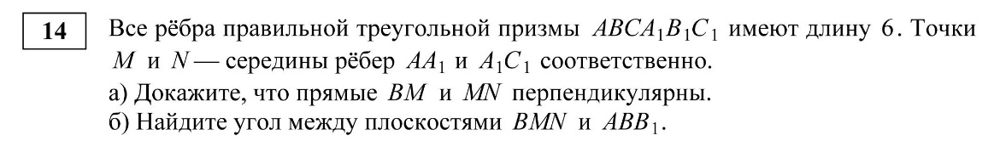 14 Все рёбра правильной треугольной призмы ABCA₁B₁C₁ имеют длину 6. Точки
M и N — середины рёбер AA₁ и A₁C₁ соответственно.
а) Докажите, что прямые BM и MN перпендикулярны.
б) Найдите угол между плоскостями BMN и ABB₁.